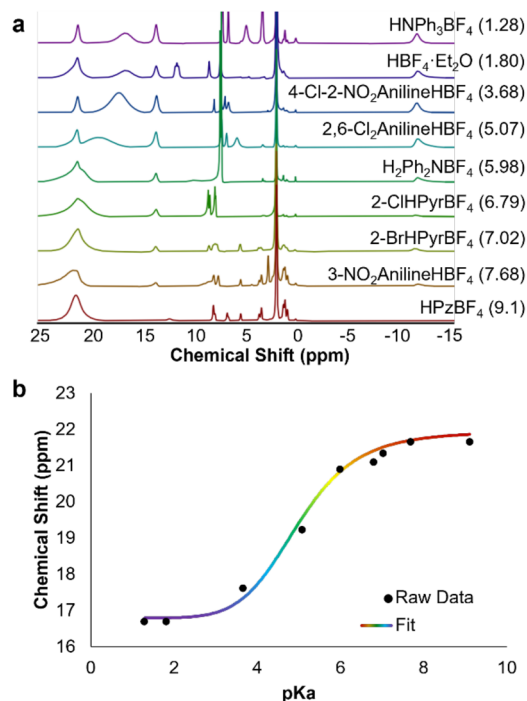 a
HNPh₃BF₄ (1.28)
HBF₄·Et₂O (1.80)
4-Cl-2-NO₂AnilineHBF₄ (3.68)
2,6-Cl₂AnilineHBF₄ (5.07)
H₂Ph₂NBF₄ (5.98)
2-ClHPyrBF₄ (6.79)
2-BrHPyrBF₄ (7.02)
3-NO₂AnilineHBF₄ (7.68)
HPzBF₄ (9.1)
25 20 15 10 5 0 -5 -10 -15
Chemical Shift (ppm)
b
23
22
21
20
19
18
17
16
Chemical Shift (ppm)
Raw Data
Fit
0 2 4 6 8 10
pKa